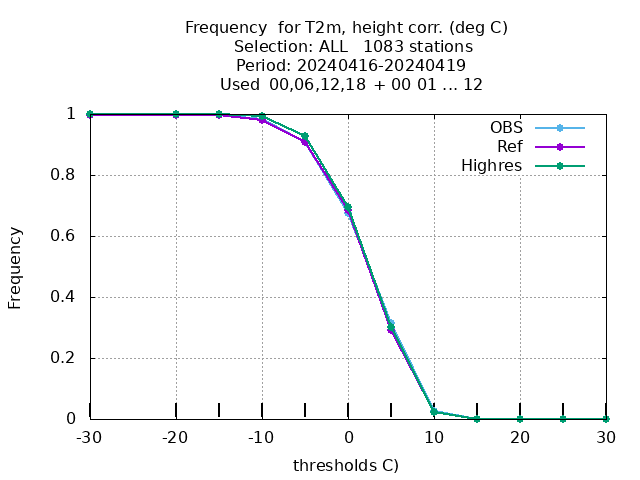 Frequency  for T2m, height corr. (deg C)
Selection: ALL   1083 stations
Period: 20240416-20240419
Used  00,06,12,18  + 00 01 ... 12
OBS
Ref
Highres
1
0.8
0.6
0.4
0.2
0
Frequency
-30
-20
-10
0
10
20
30
thresholds C)